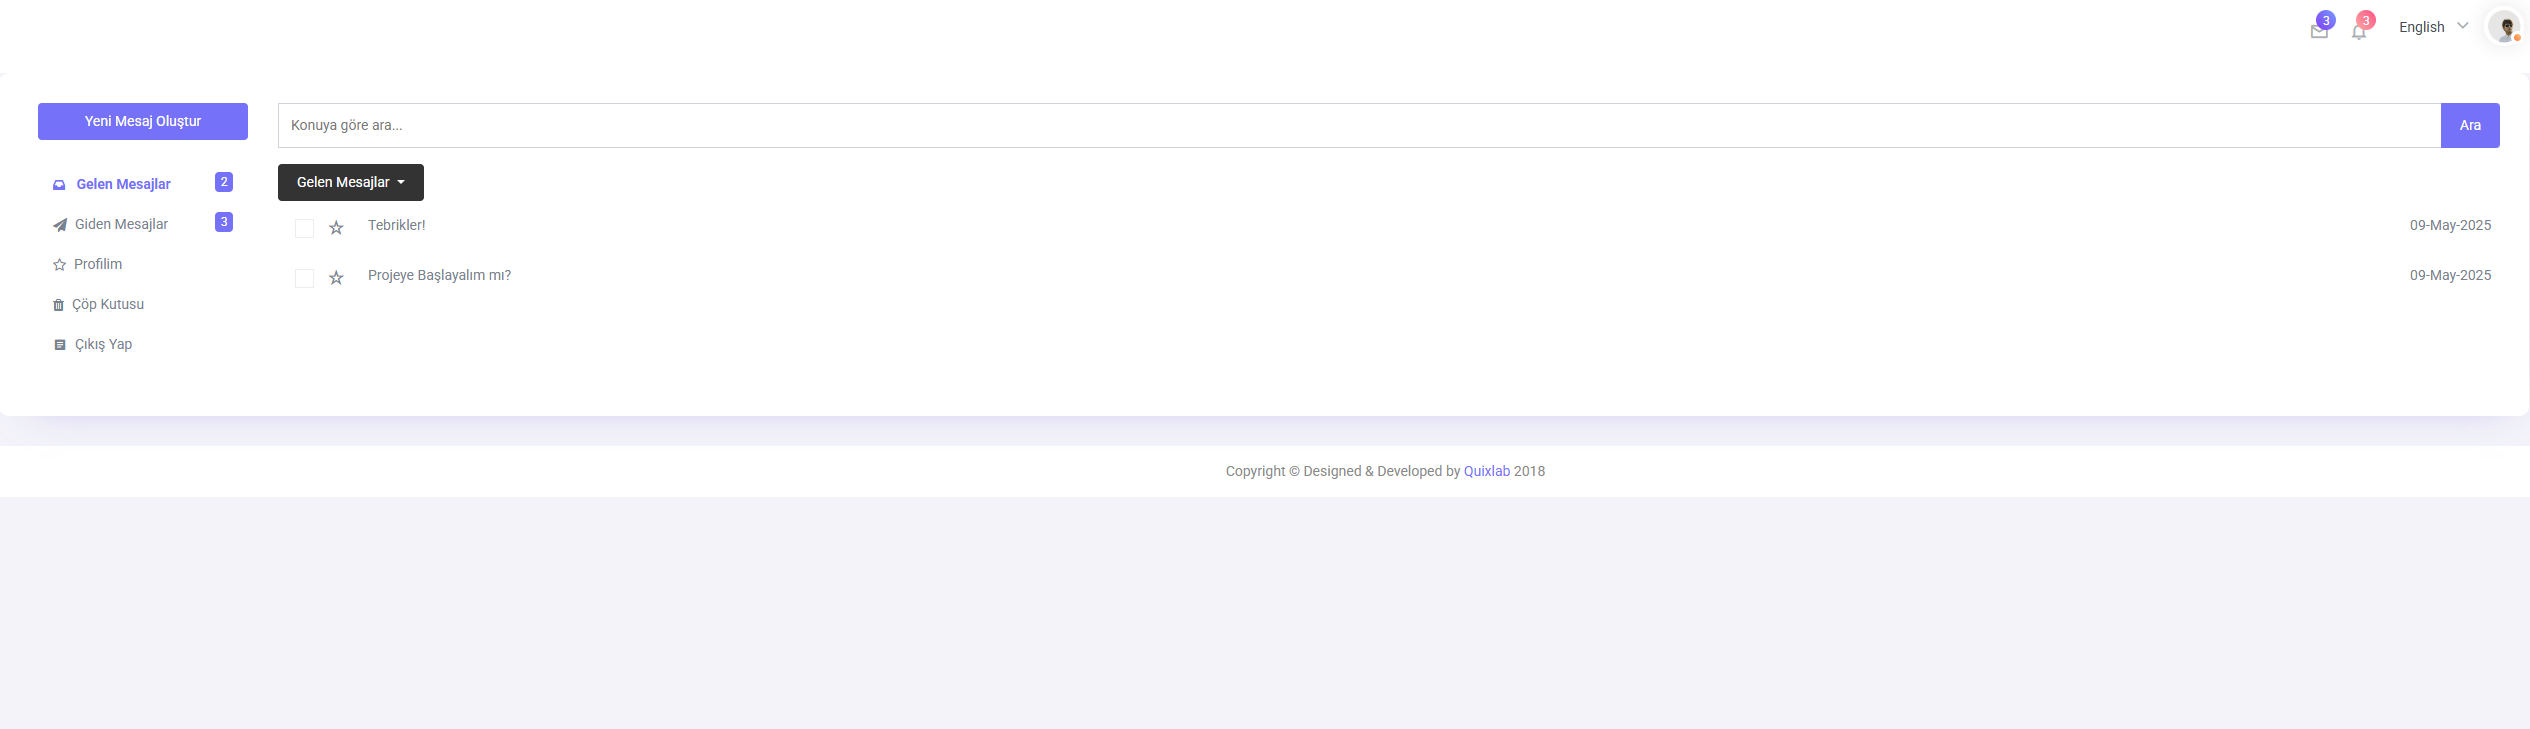 3
3
English
Yeni Mesaj Oluştur
Konuya göre ara...
Ara
Gelen Mesajlar 2
Gelen Mesajlar
Giden Mesajlar 3
Tebrikler! 09-May-2025
Profilim
Projeye Başlayalım mı? 09-May-2025
Çöp Kutusu
Çıkış Yap
Copyright © Designed & Developed by Quixlab 2018